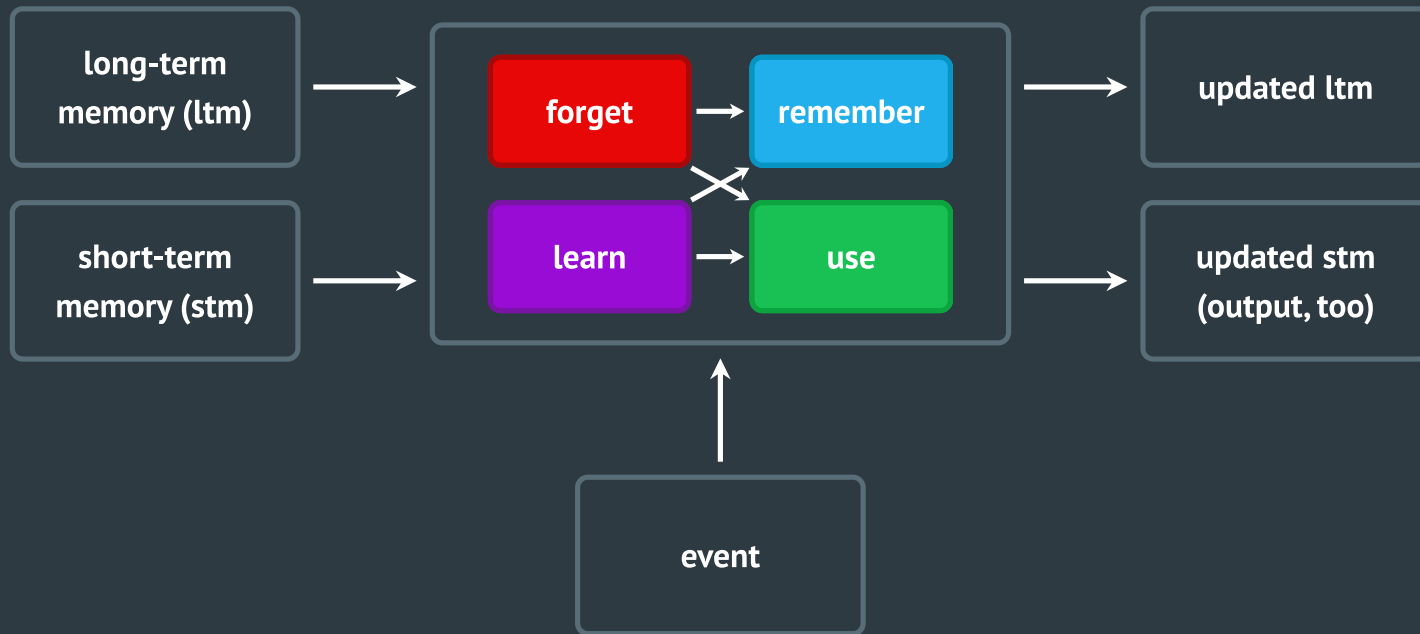 long-term
memory (ltm)
forget
remember
updated ltm
short-term
memory (stm)
learn
use
updated stm
(output, too)
event